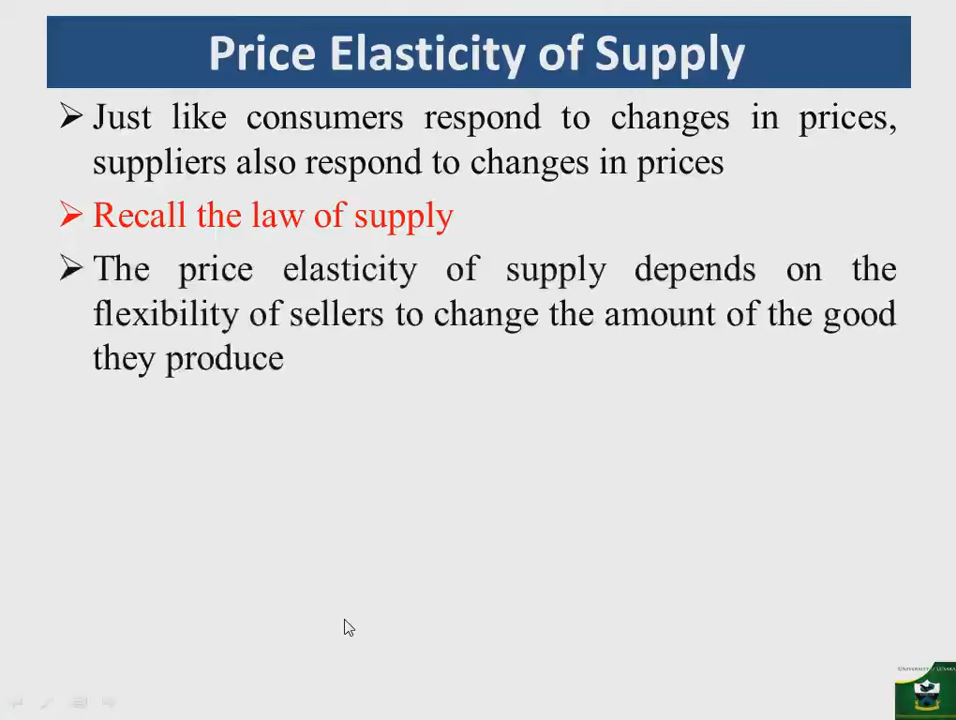 Price Elasticity of Supply
Just like consumers respond to changes in prices,
suppliers also respond to changes in prices
Recall the law of supply
The price elasticity of supply depends on the
flexibility of sellers to change the amount of the good
they produce